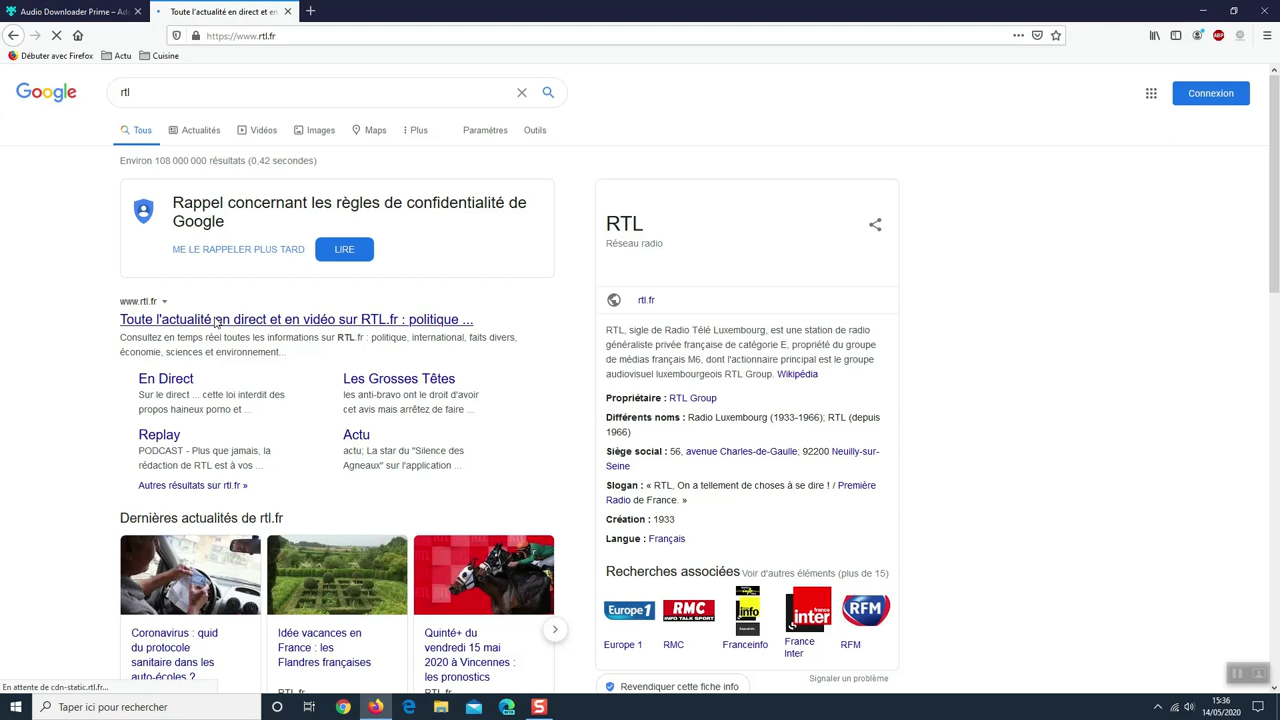 Audio Downloader Prime – Ad
Toute l'actualité en direct et en
https://www.rtl.fr
Débuter avec Firefox
Actu
Cuisine
Google
rtl
Connexion
Tous
Actualités
Vidéos
Images
Maps
Plus
Paramètres
Outils
Environ 108 000 000 résultats (0,42 secondes)
Rappel concernant les règles de confidentialité de
Google
ME LE RAPPELER PLUS TARD
LIRE
www.rtl.fr
Toute l'actualité en direct et en vidéo sur RTL.fr : politique ...
Consultez en temps réel toutes les informations sur RTL.fr : politique, international, faits divers,
économie, sciences et environnement...
En Direct
Sur le direct ... cette loi interdit des
propos haineux porno et ...
Les Grosses Têtes
les anti-bravo ont le droit d'avoir
cet avis mais arrêtez de faire ...
Replay
PODCAST - Plus que jamais, la
rédaction de RTL est à vos ...
Actu
actu; La star du "Silence des
Agneaux" sur l'application ...
Autres résultats sur rtl.fr »
Dernières actualités de rtl.fr
Coronavirus : quid
du protocole
sanitaire dans les
auto-écoles ?
Idée vacances en
France : les
Flandres françaises
RTL.fr
Quinté+ du
vendredi 15 mai
2020 à Vincennes :
les pronostics
RTL.fr
RTL
Réseau radio
rtl.fr
RTL, sigle de Radio Télé Luxembourg, est une station de radio
généraliste privée française de catégorie E, propriété du groupe
de médias français M6, dont l'actionnaire principal est le groupe
audiovisuel luxembourgeois RTL Group. Wikipédia
Propriétaire : RTL Group
Différents noms : Radio Luxembourg (1933-1966); RTL (depuis
1966)
Siège social : 56, avenue Charles-de-Gaulle; 92200 Neuilly-sur-
Seine
Slogan : « RTL, On a tellement de choses à se dire ! / Première
Radio de France. »
Création : 1933
Langue : Français
Recherches associées
Voir d'autres éléments (plus de 15)
Europe1
RMC
INFO TALK SPORT
info
france
inter
RFM
Europe 1
RMC
Franceinfo
France
Inter
RFM
Signaler un problème
Revendiquer cette fiche info
En attente de cdn-static.rtl.fr...
Taper ici pour rechercher
15:36
14/05/2020